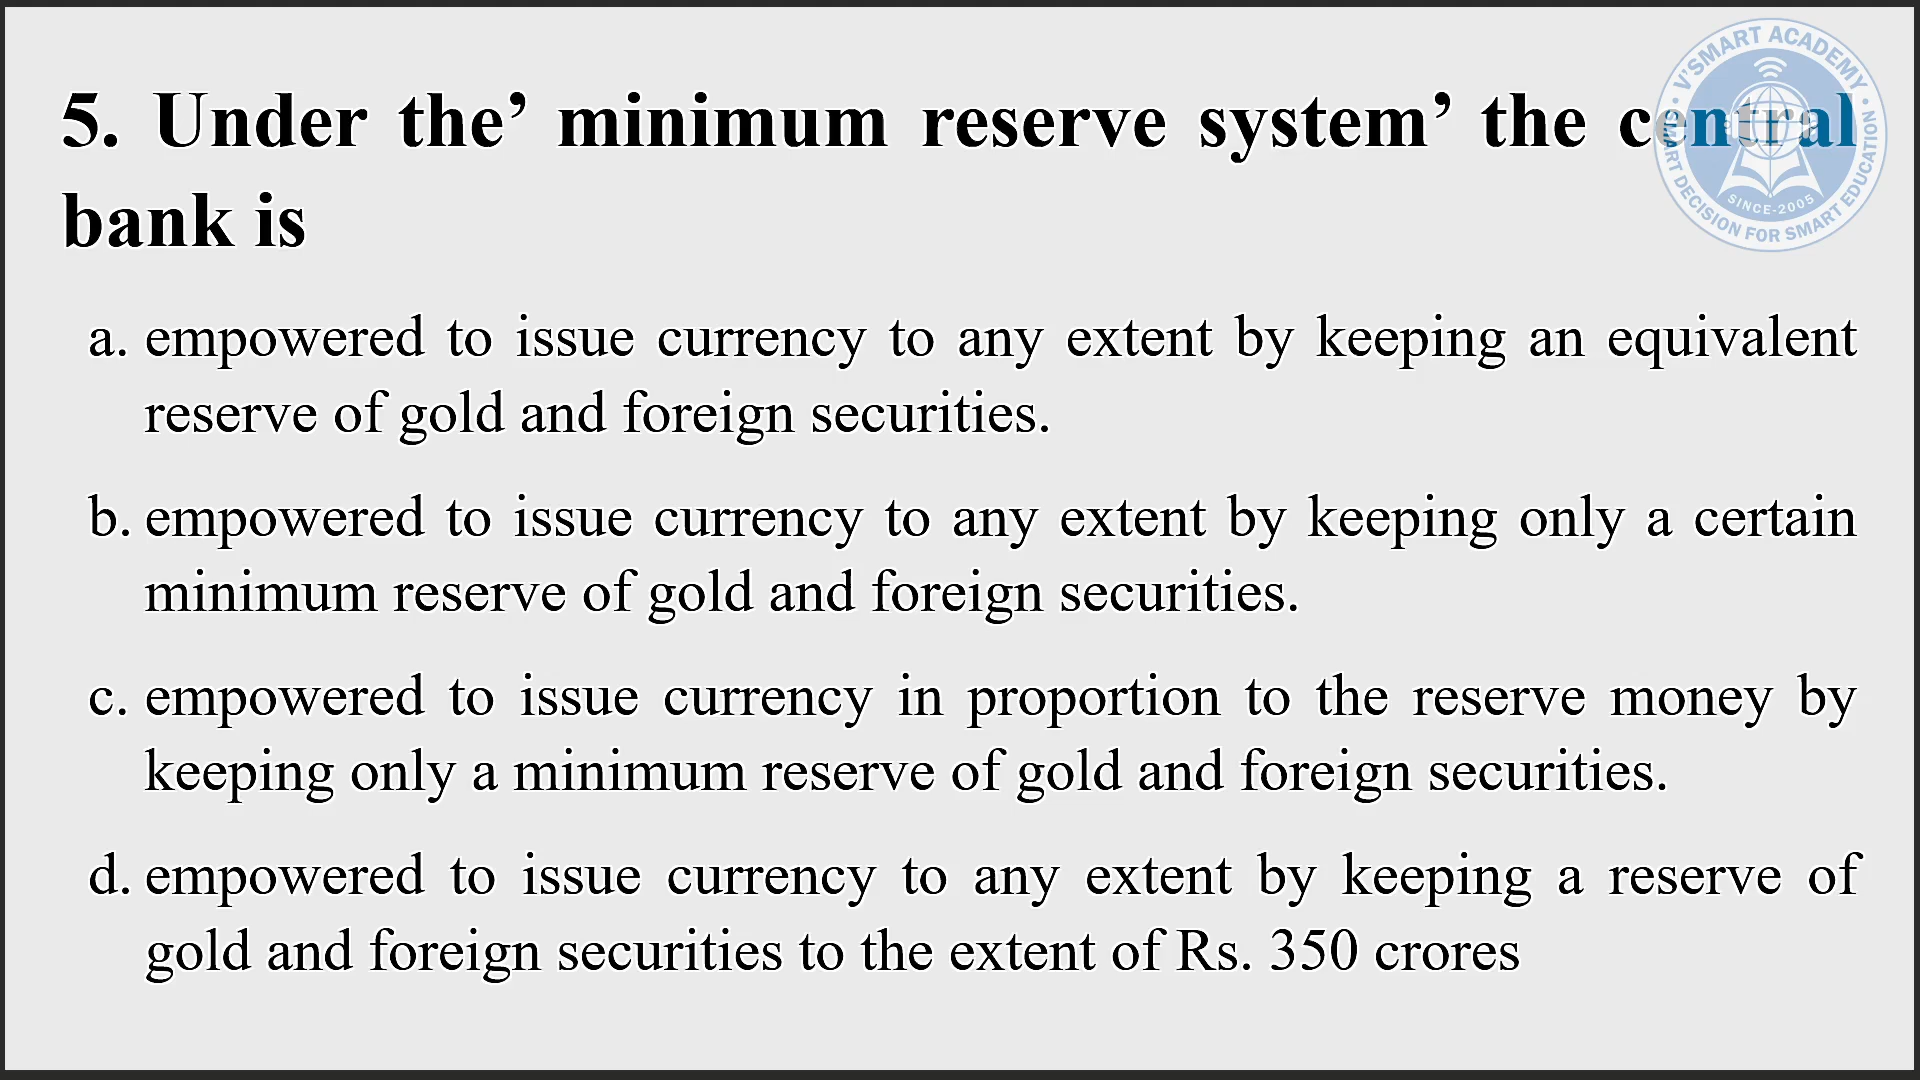 V'SMART ACADEMY
SMART DECISION FOR SMART EDUCATION
SINCE-2005
5. Under the’ minimum reserve system’ the central
bank is
a. empowered to issue currency to any extent by keeping an equivalent
reserve of gold and foreign securities.
b. empowered to issue currency to any extent by keeping only a certain
minimum reserve of gold and foreign securities.
c. empowered to issue currency in proportion to the reserve money by
keeping only a minimum reserve of gold and foreign securities.
d. empowered to issue currency to any extent by keeping a reserve of
gold and foreign securities to the extent of Rs. 350 crores